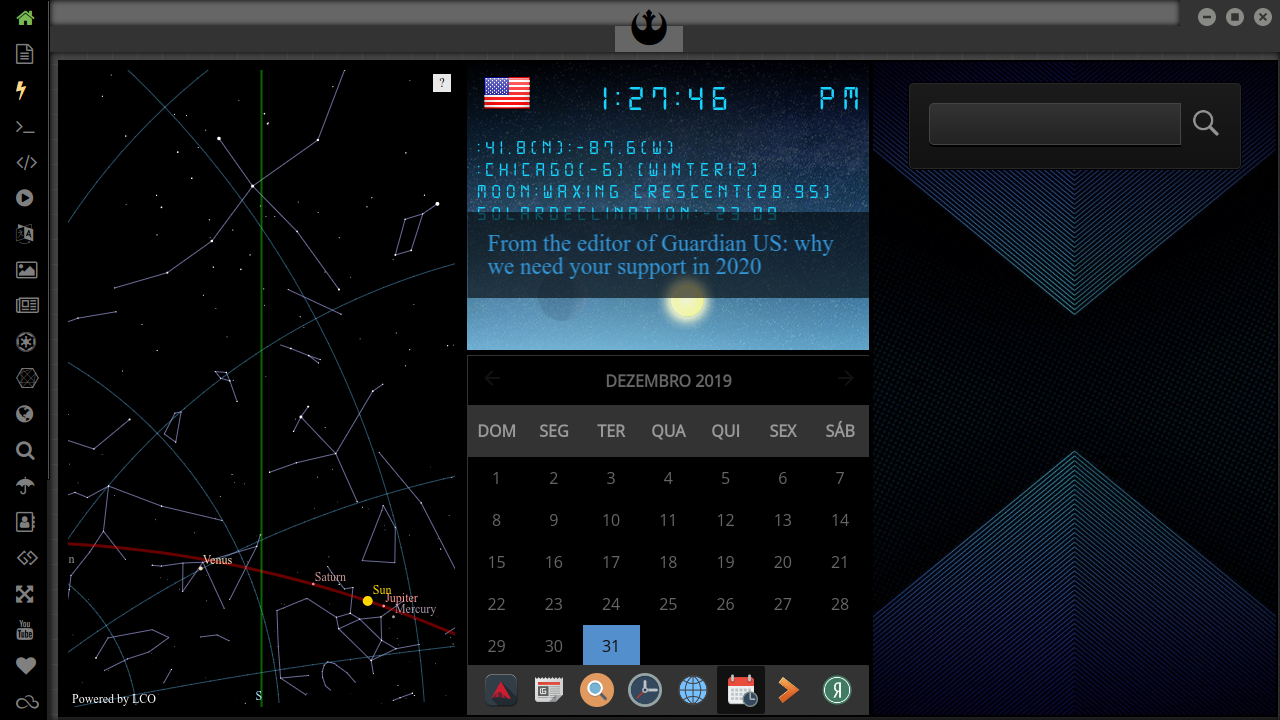 ?
Venus
n
Saturn
Sun
Jupiter
Mercury
Powered by LCO
S
1:27:46 PM
:41.8(N):-87.6(W)
:CHICAGO(-6) (WINTER12)
MOON:WAXING CRESCENT(28.95)
SOLARDECLINATION:-23.09
From the editor of Guardian US: why
we need your support in 2020
DEZEMBRO 2019
DOM SEG TER QUA QUI SEX SÁB
1 2 3 4 5 6 7
8 9 10 11 12 13 14
15 16 17 18 19 20 21
22 23 24 25 26 27 28
29 30 31
You
Tube
Я